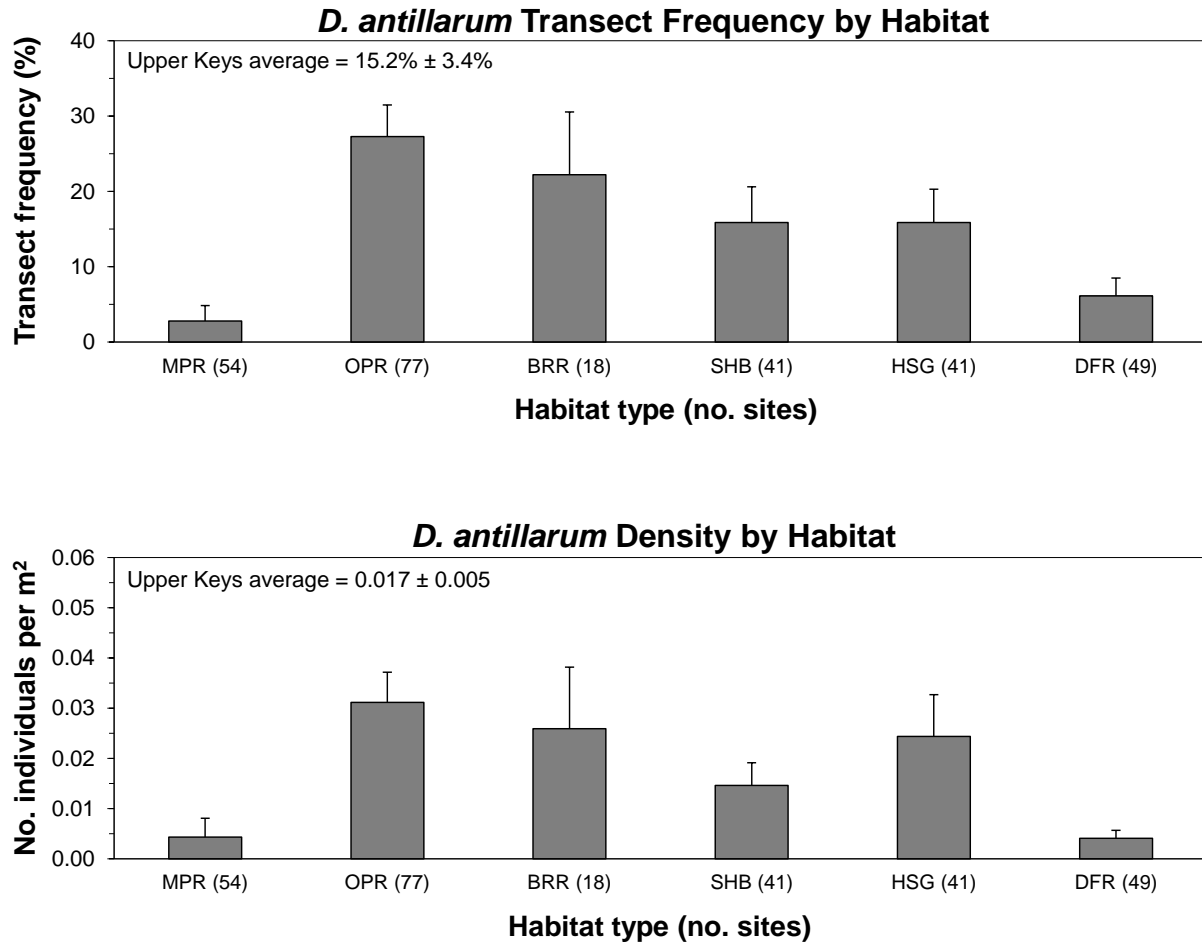 D. antillarum Transect Frequency by Habitat
Upper Keys average = 15.2% ± 3.4%
Transect frequency (%)
40
30
20
10
0
MPR (54) OPR (77) BRR (18) SHB (41) HSG (41) DFR (49)
Habitat type (no. sites)
D. antillarum Density by Habitat
Upper Keys average = 0.017 ± 0.005
No. individuals per m²
0.06
0.05
0.04
0.03
0.02
0.01
0.00
MPR (54) OPR (77) BRR (18) SHB (41) HSG (41) DFR (49)
Habitat type (no. sites)